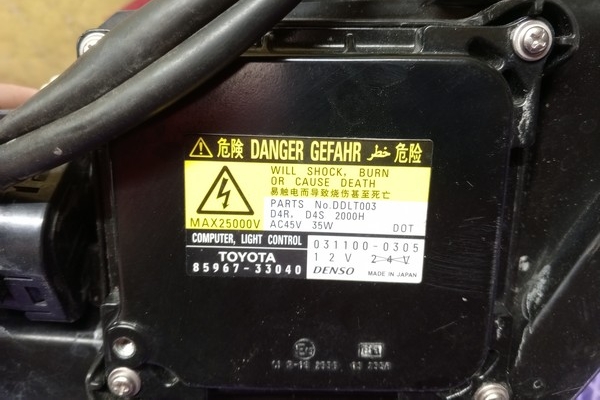 危険 DANGER GEFAHR خطر 危险
WILL SHOCK, BURN
OR CAUSE DEATH
易触电而导致烧伤甚至死亡
MAX25000V
PARTS No.DDLT003
D4R, D4S 2000H
AC45V 35W DOT
COMPUTER, LIGHT CONTROL
TOYOTA
85967-33040
031100-0305
12V 24V
DENSO MADE IN JAPAN